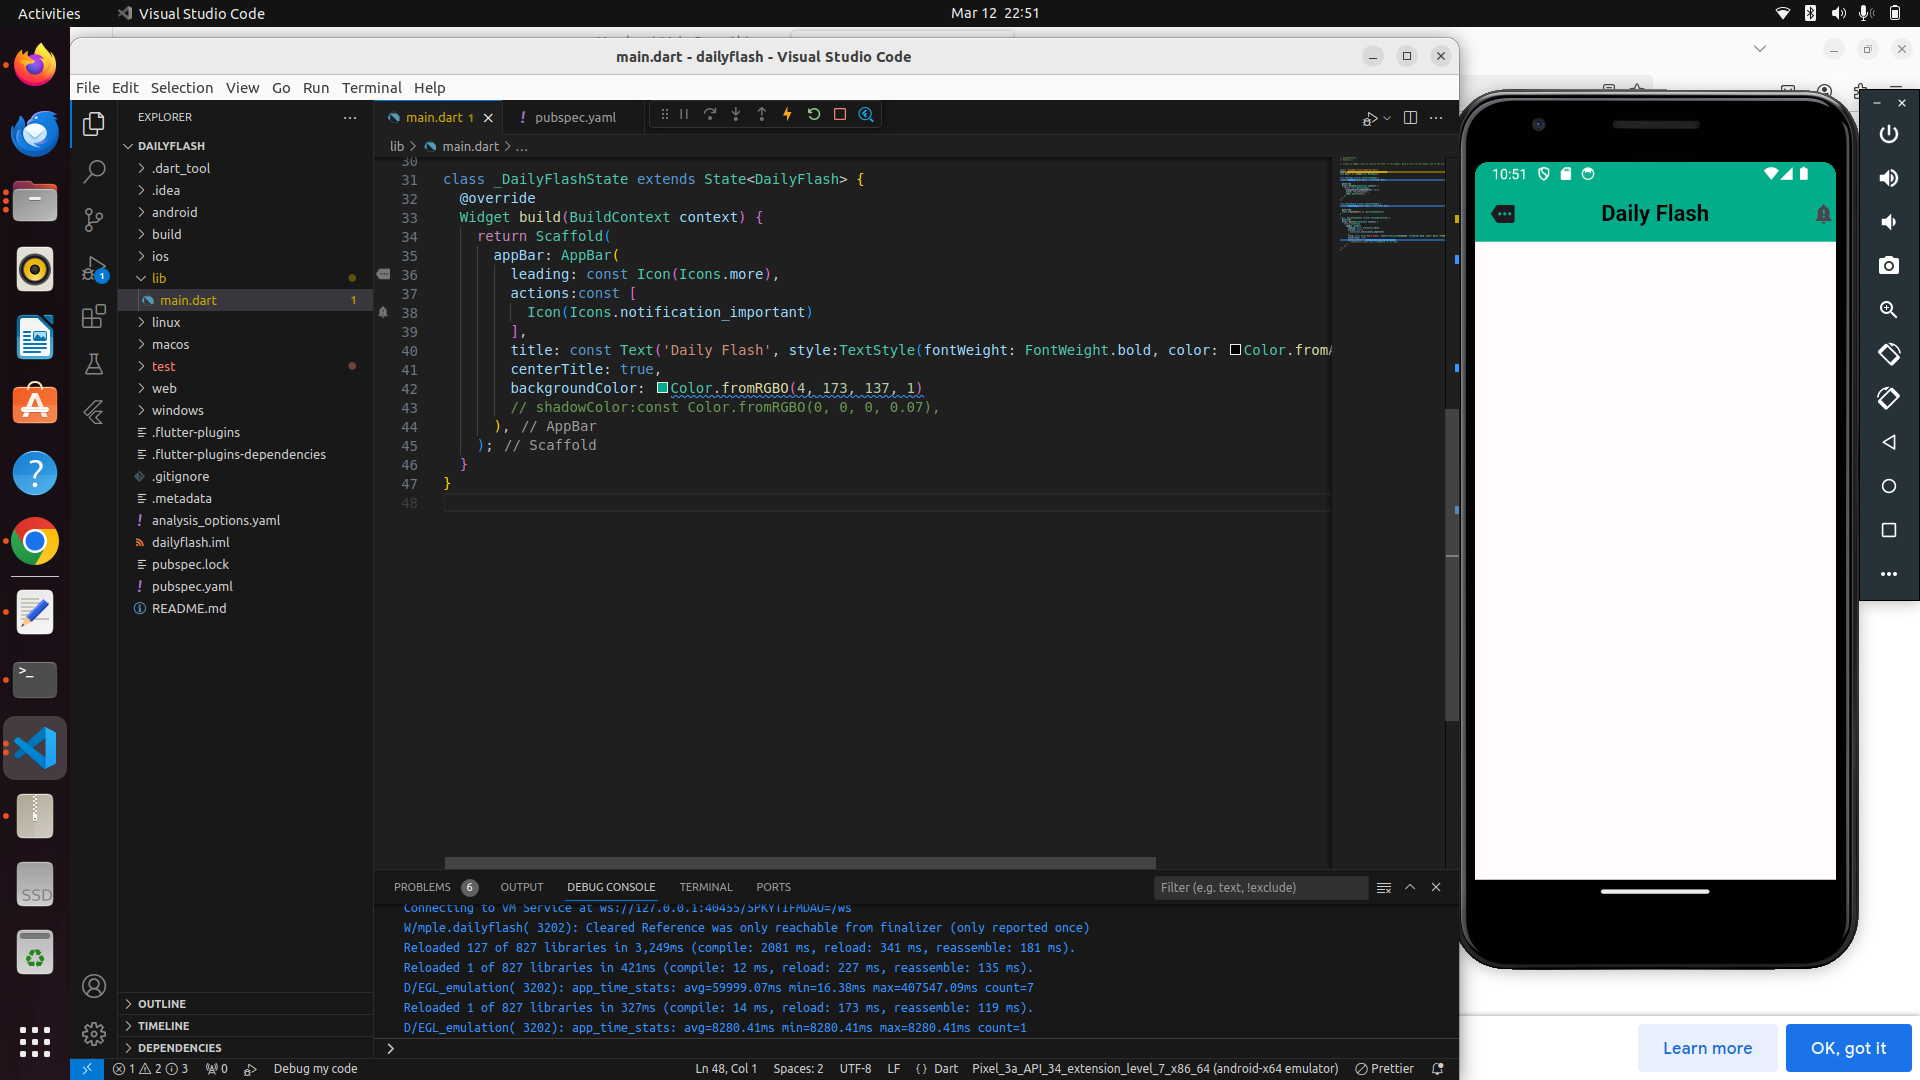 Activities
Visual Studio Code
Mar 12 22:51
main.dart - dailyflash - Visual Studio Code
File Edit Selection View Go Run Terminal Help
EXPLORER
DAILYFLASH
.dart_tool
.idea
android
build
ios
lib
main.dart 1
linux
macos
test
web
windows
.flutter-plugins
.flutter-plugins-dependencies
.gitignore
.metadata
analysis_options.yaml
dailyflash.iml
pubspec.lock
pubspec.yaml
README.md
OUTLINE
TIMELINE
DEPENDENCIES
main.dart 1
pubspec.yaml
lib > main.dart > ...
30
31 class _DailyFlashState extends State<DailyFlash> {
32 @override
33 Widget build(BuildContext context) {
34 return Scaffold(
35 appBar: AppBar(
36 leading: const Icon(Icons.more),
37 actions:const [
38 Icon(Icons.notification_important)
39 ],
40 title: const Text('Daily Flash', style:TextStyle(fontWeight: FontWeight.bold, color: Color.fromA
41 centerTitle: true,
42 backgroundColor: Color.fromRGBO(4, 173, 137, 1)
43 // shadowColor:const Color.fromRGBO(0, 0, 0, 0.07),
44 ), // AppBar
45 ); // Scaffold
46 }
47 }
48
PROBLEMS 6 OUTPUT DEBUG CONSOLE TERMINAL PORTS
Filter (e.g. text, !exclude)
Connecting to VM Service at ws://127.0.0.1:40455/5PKYTIFMDAU=/ws
W/mple.dailyflash( 3202): Cleared Reference was only reachable from finalizer (only reported once)
Reloaded 127 of 827 libraries in 3,249ms (compile: 2081 ms, reload: 341 ms, reassemble: 181 ms).
Reloaded 1 of 827 libraries in 421ms (compile: 12 ms, reload: 227 ms, reassemble: 135 ms).
D/EGL_emulation( 3202): app_time_stats: avg=59999.07ms min=16.38ms max=407547.09ms count=7
Reloaded 1 of 827 libraries in 327ms (compile: 14 ms, reload: 173 ms, reassemble: 119 ms).
D/EGL_emulation( 3202): app_time_stats: avg=8280.41ms min=8280.41ms max=8280.41ms count=1
1 2 3 0 Debug my code
Ln 48, Col 1 Spaces: 2 UTF-8 LF { } Dart Pixel_3a_API_34_extension_level_7_x86_64 (android-x64 emulator) Prettier
10:51
Daily Flash
Learn more
OK, got it
SSD
1